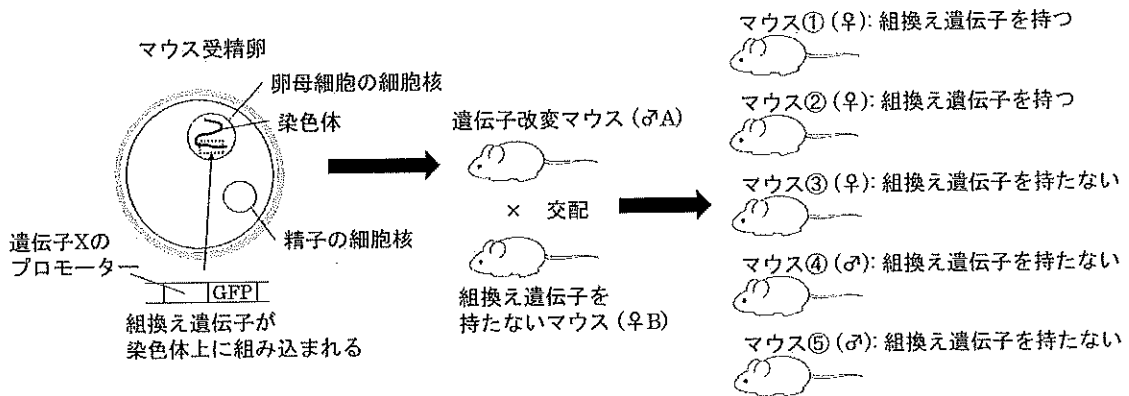 マウス受精卵
卵母細胞の細胞核
染色体
精子の細胞核
遺伝子Xの
プロモーター
GFP
組換え遺伝子が
染色体上に組み込まれる
遺伝子改変マウス(♂A)
× 交配
組換え遺伝子を
持たないマウス(♀B)
マウス①(♀): 組換え遺伝子を持つ
マウス②(♀): 組換え遺伝子を持つ
マウス③(♀): 組換え遺伝子を持たない
マウス④(♂): 組換え遺伝子を持たない
マウス⑤(♂): 組換え遺伝子を持たない